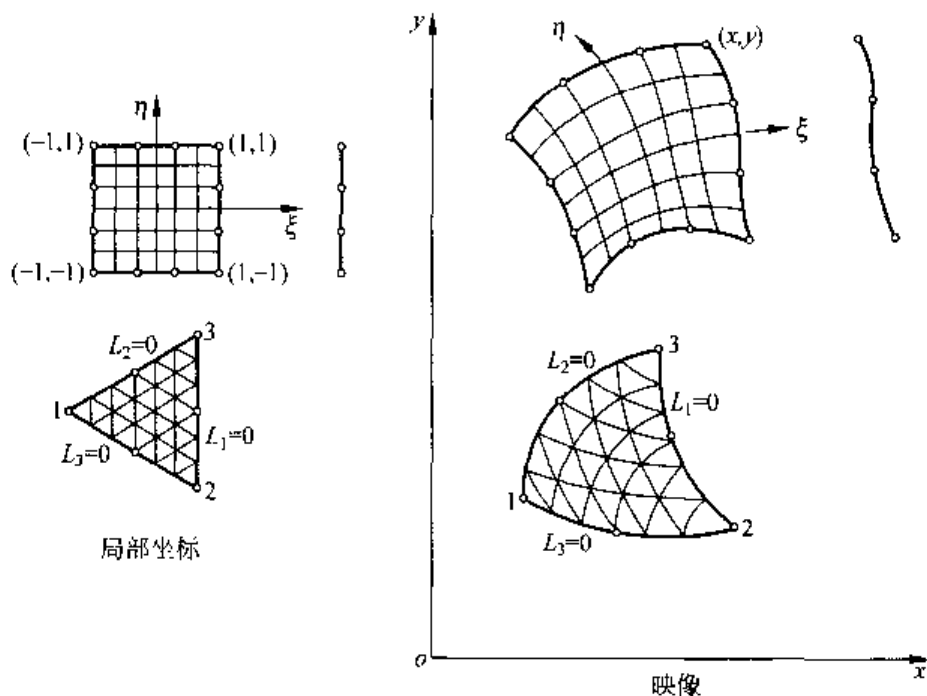 η
(-1,1)
(1,1)
ξ
(-1,-1)
(1,-1)
3
L₂=0
1
L₁=0
L₃=0
2
局部坐标
y
η
(x,y)
ξ
3
L₂=0
L₁=0
1
2
L₃=0
o
x
映像